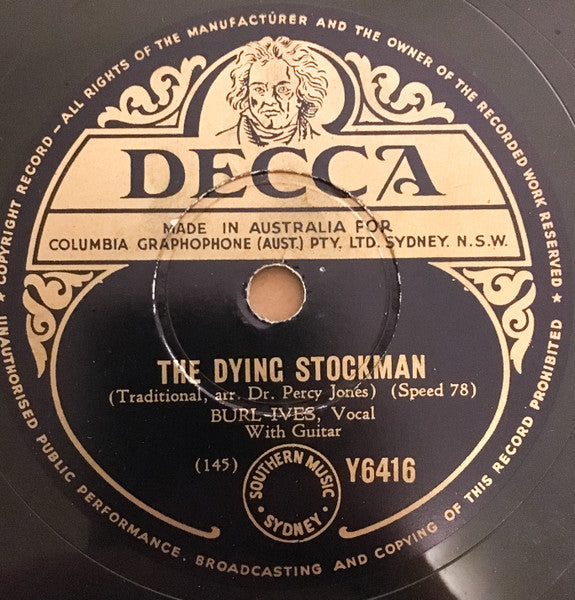 ★ COPYRIGHT RECORD — ALL RIGHTS OF THE MANUFACTURER AND THE OWNER OF THE RECORDED WORK RESERVED ★
DECCA
MADE IN AUSTRALIA FOR
COLUMBIA GRAPHOPHONE (AUST.) PTY. LTD. SYDNEY. N.S.W.
THE DYING STOCKMAN
(Traditional, arr. Dr. Percy Jones) (Speed 78)
BURL IVES, Vocal
With Guitar
(145)
SOUTHERN MUSIC
· SYDNEY ·
Y6416
UNAUTHORISED PUBLIC PERFORMANCE, BROADCASTING AND COPYING OF THIS RECORD PROHIBITED